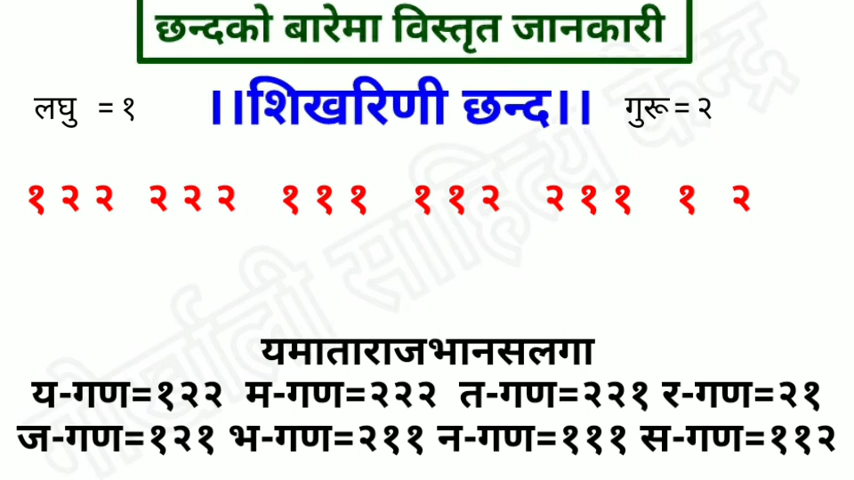 छन्दको बारेमा विस्तृत जानकारी
लघु = १ ।।शिखरिणी छन्द।। गुरू = २
१ २ २ २ २ २ १ १ १ १ १ २ २ १ १ १ २
यमाताराजभानसलगा
य-गण=१२२ म-गण=२२२ त-गण=२२१ र-गण=२१
ज-गण=१२१ भ-गण=२११ न-गण=१११ स-गण=११२